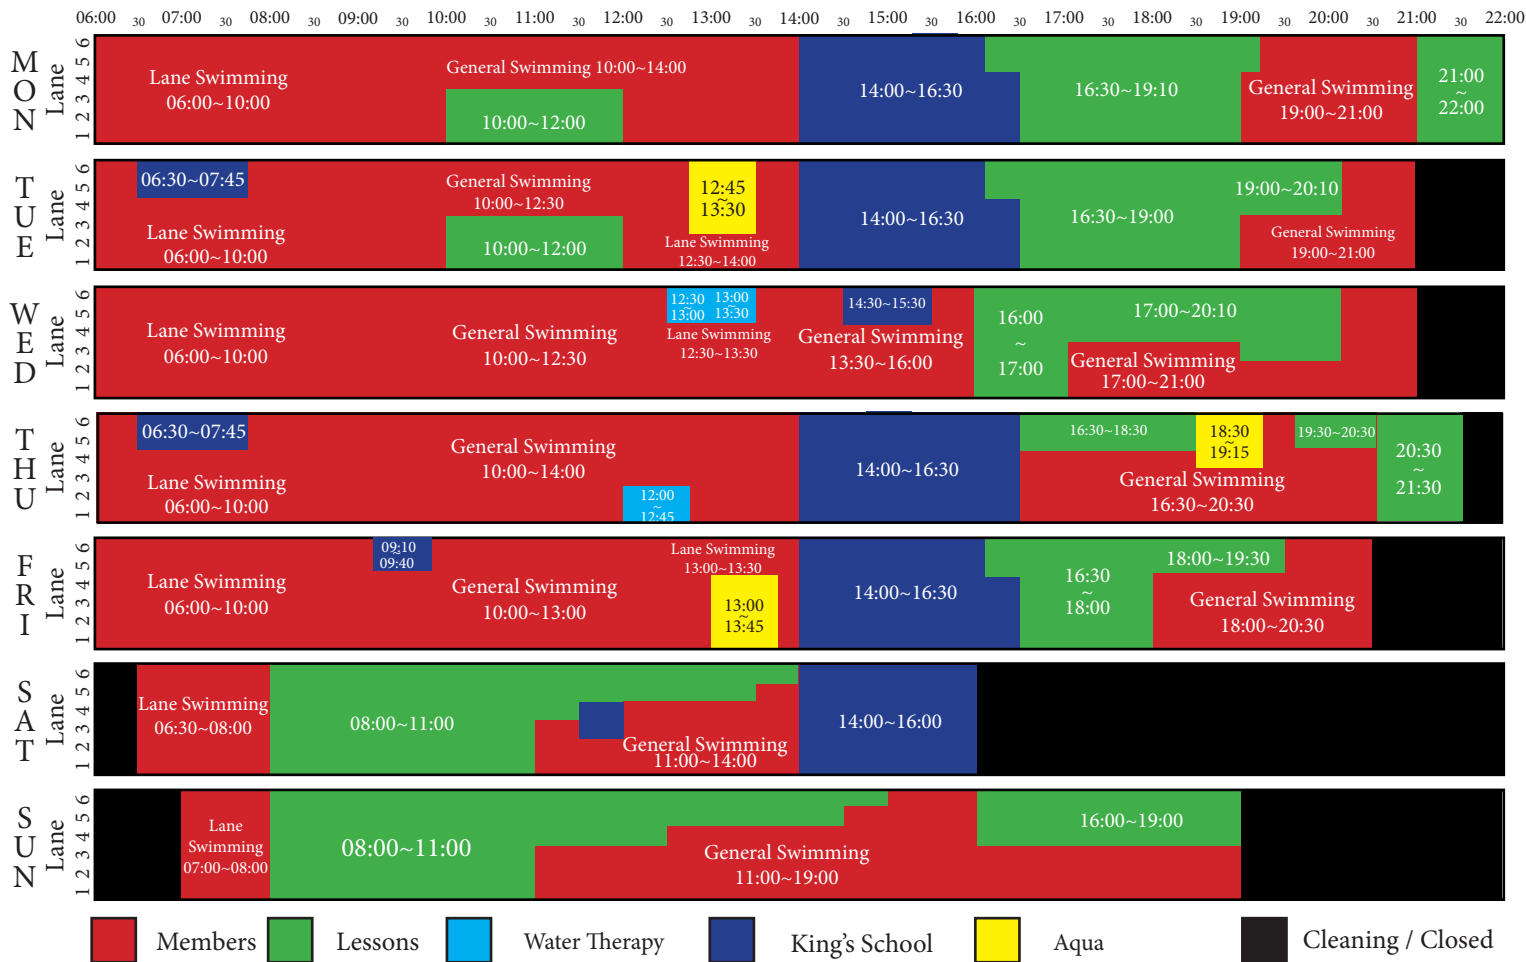 06:00 30 07:00 30 08:00 30 09:00 30 10:00 30 11:00 30 12:00 30 13:00 30 14:00 30 15:00 30 16:00 30 17:00 30 18:00 30 19:00 30 20:00 30 21:00 30 22:00
MON
Lane
1 2 3 4 5 6
Lane Swimming
06:00~10:00
General Swimming 10:00~14:00
10:00~12:00
14:00~16:30
16:30~19:10
General Swimming
19:00~21:00
21:00
~
22:00
TUE
Lane
1 2 3 4 5 6
06:30~07:45
Lane Swimming
06:00~10:00
General Swimming
10:00~12:30
10:00~12:00
12:45
~
13:30
Lane Swimming
12:30~14:00
14:00~16:30
16:30~19:00
19:00~20:10
General Swimming
19:00~21:00
WED
Lane
1 2 3 4 5 6
Lane Swimming
06:00~10:00
General Swimming
10:00~12:30
12:30
~
13:00
13:00
~
13:30
Lane Swimming
12:30~13:30
14:30~15:30
General Swimming
13:30~16:00
16:00
~
17:00
17:00~20:10
General Swimming
17:00~21:00
THU
Lane
1 2 3 4 5 6
06:30~07:45
Lane Swimming
06:00~10:00
General Swimming
10:00~14:00
12:00
~
12:45
14:00~16:30
16:30~18:30
18:30
~
19:15
19:30~20:30
General Swimming
16:30~20:30
20:30
~
21:30
FRI
Lane
1 2 3 4 5 6
Lane Swimming
06:00~10:00
09:10
~
09:40
General Swimming
10:00~13:00
Lane Swimming
13:00~13:30
13:00
~
13:45
14:00~16:30
16:30
~
18:00
18:00~19:30
General Swimming
18:00~20:30
SAT
Lane
1 2 3 4 5 6
Lane Swimming
06:30~08:00
08:00~11:00
General Swimming
11:00~14:00
14:00~16:00
SUN
Lane
1 2 3 4 5 6
Lane
Swimming
07:00~08:00
08:00~11:00
General Swimming
11:00~19:00
16:00~19:00
Members
Lessons
Water Therapy
King's School
Aqua
Cleaning / Closed